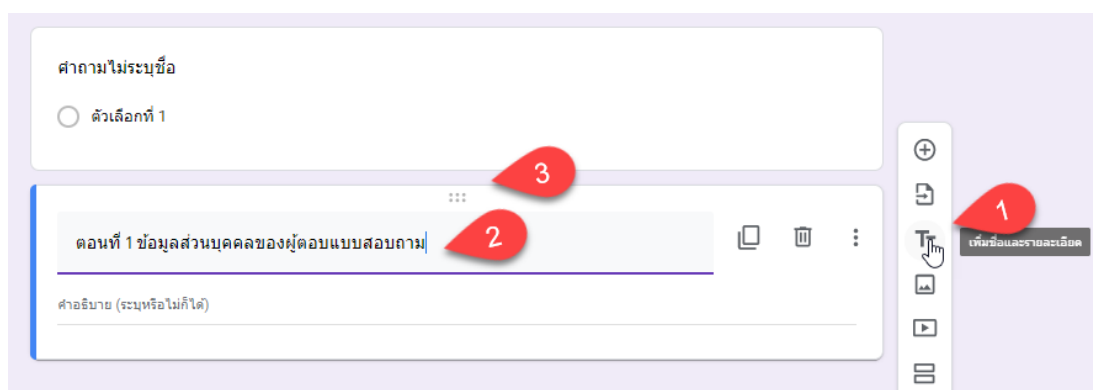 คำถามไม่ระบุชื่อ
ตัวเลือกที่ 1
3
1
ตอนที่ 1 ข้อมูลส่วนบุคคลของผู้ตอบแบบสอบถาม
2
เพิ่มชื่อและรายละเอียด
คำอธิบาย (ระบุหรือไม่ก็ได้)